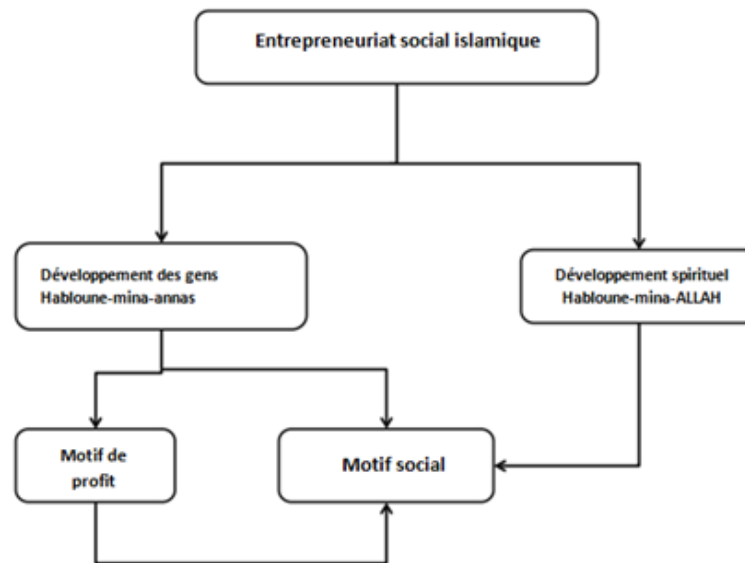 Entrepreneuriat social islamique
Développement des gens
Habloune-mina-annas
Développement spirituel
Habloune-mina-ALLAH
Motif de
profit
Motif social